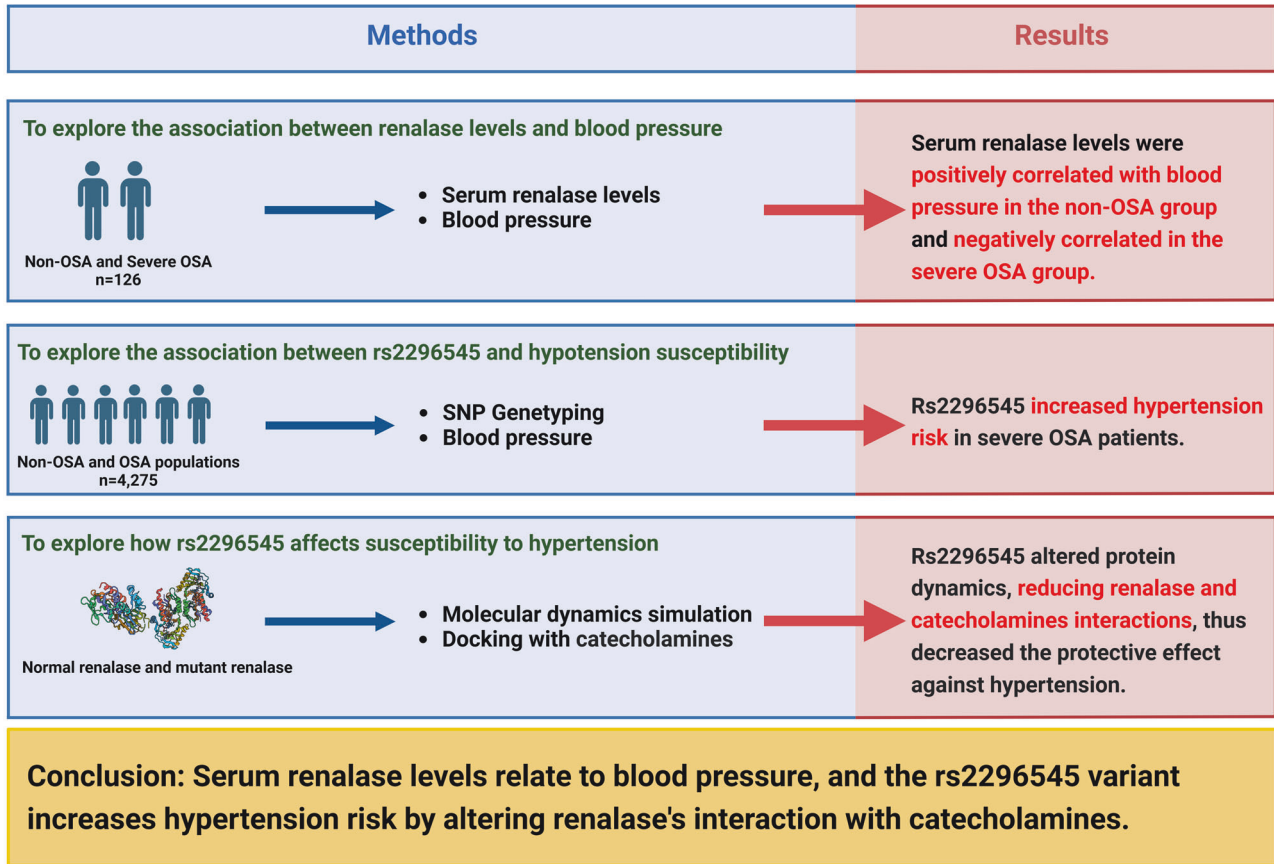 Methods
Results
To explore the association between renalase levels and blood pressure
Non-OSA and Severe OSA
n=126
• Serum renalase levels
• Blood pressure
Serum renalase levels were
positively correlated with blood
pressure in the non-OSA group
and negatively correlated in the
severe OSA group.
To explore the association between rs2296545 and hypotension susceptibility
Non-OSA and OSA populations
n=4,275
• SNP Genetyping
• Blood pressure
Rs2296545 increased hypertension
risk in severe OSA patients.
To explore how rs2296545 affects susceptibility to hypertension
Normal renalase and mutant renalase
• Molecular dynamics simulation
• Docking with catecholamines
Rs2296545 altered protein
dynamics, reducing renalase and
catecholamines interactions, thus
decreased the protective effect
against hypertension.
Conclusion: Serum renalase levels relate to blood pressure, and the rs2296545 variant
increases hypertension risk by altering renalase's interaction with catecholamines.